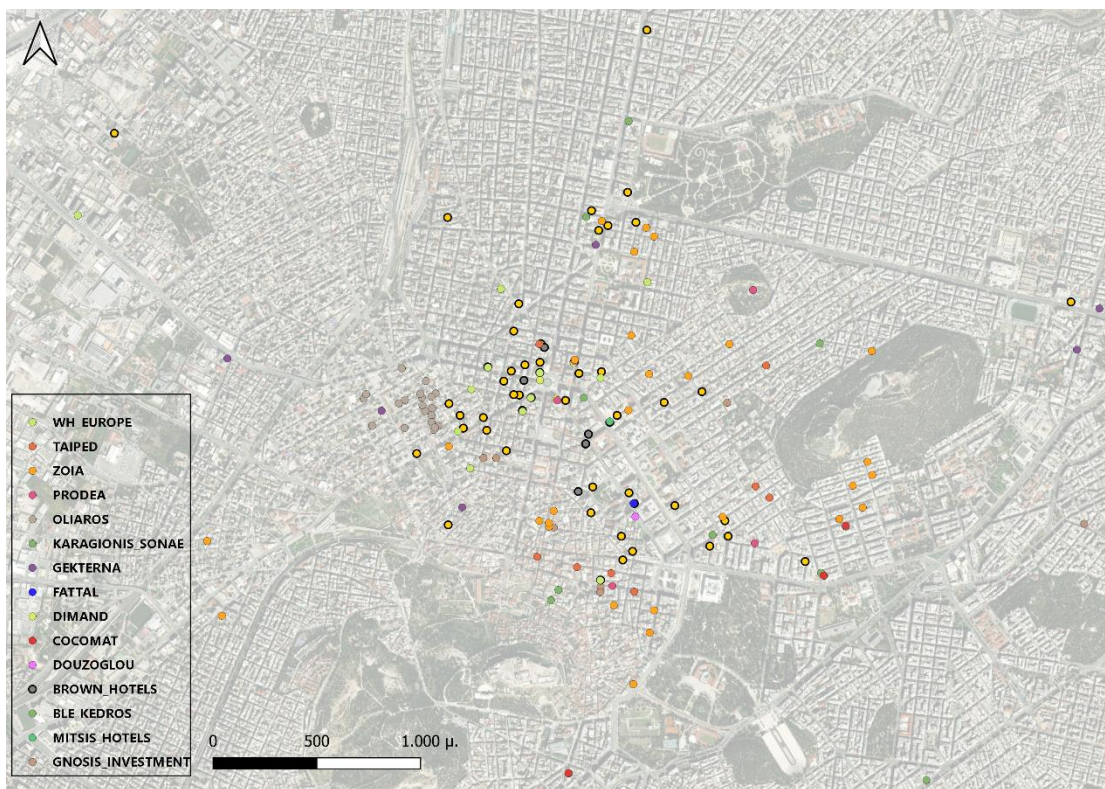 WH_EUROPE
TAIPED
ZOIA
PRODEA
OLIAROS
KARAGIONIS_SONAE
GEKTERNA
FATTAL
DIMAND
COCOMAT
DOUZOGLOU
BROWN_HOTELS
BLE_KEDROS
MITSIS_HOTELS
GNOSIS_INVESTMENT
0 500 1.000 μ.